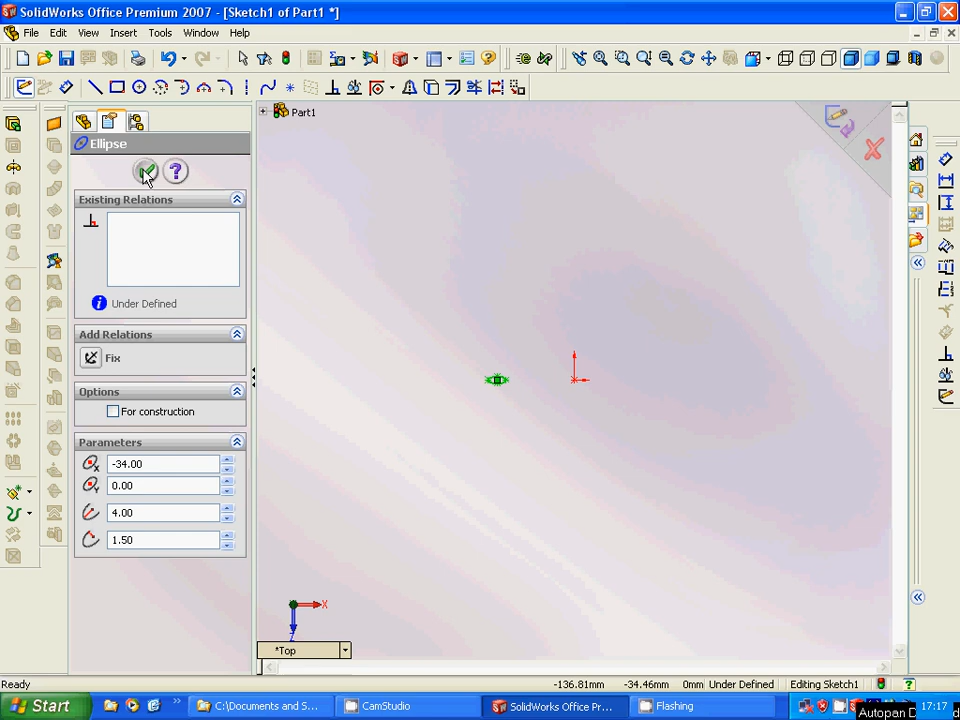 SolidWorks Office Premium 2007 - [Sketch1 of Part1 *]
File Edit View Insert Tools Window Help
Part1
Ellipse
?
Existing Relations
Under Defined
Add Relations
Fix
Options
For construction
Parameters
-34.00
0.00
4.00
1.50
X
Z
*Top
Ready
-136.81mm -34.46mm 0mm Under Defined Editing Sketch1
Start
C:\Documents and S...
CamStudio
SolidWorks Office Pr...
Flashing
17:17
Autopan D